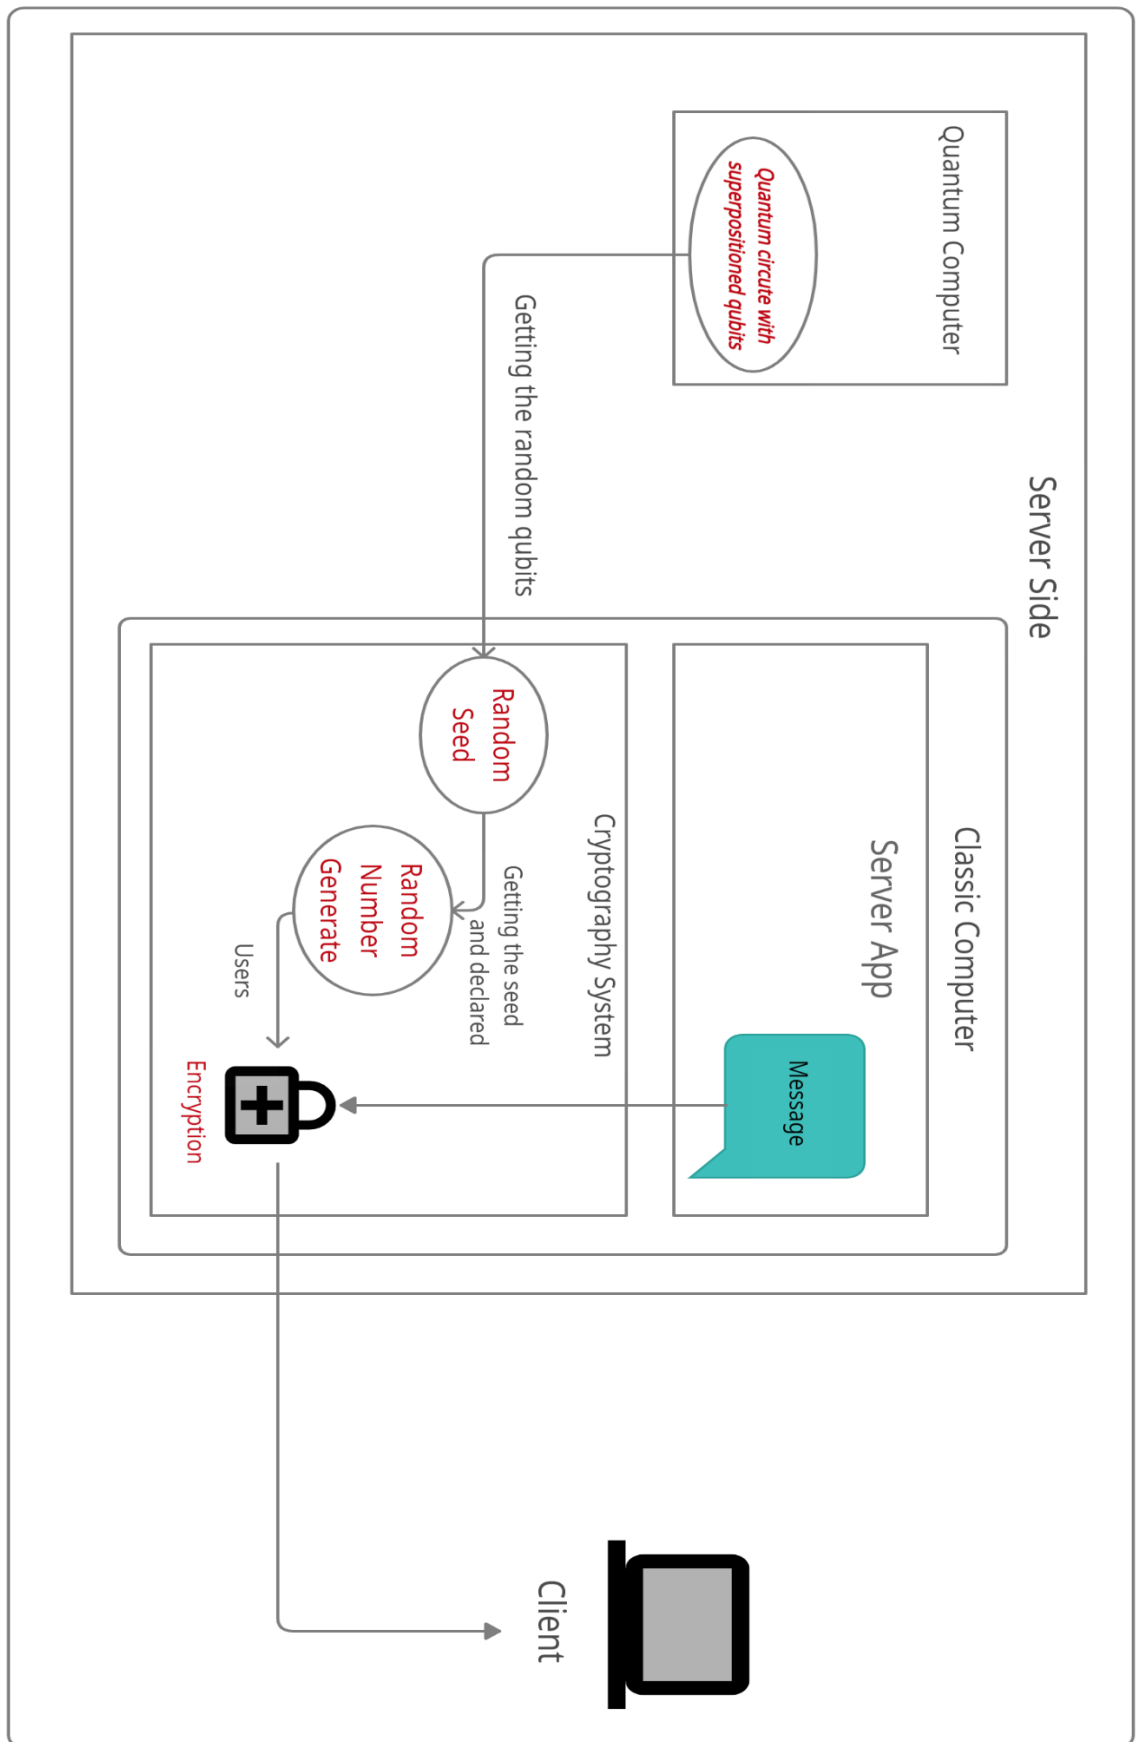 Server Side
Quantum Computer
Quantum circute with
superpositioned qubits
Getting the random qubits
Classic Computer
Server App
Message
Cryptography System
Random
Seed
Getting the seed
and declared
Random
Number
Generate
Users
Encryption
Client